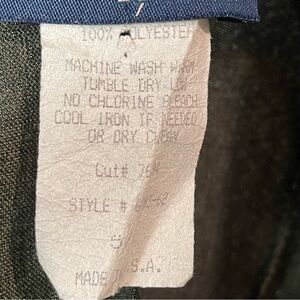 100% POLYESTER
MACHINE WASH WARM
TUMBLE DRY LOW
NO CHLORINE BLEACH
COOL IRON IF NEEDED
OR DRY CLEAN
Cut#
STYLE #
MADE U.S.A.